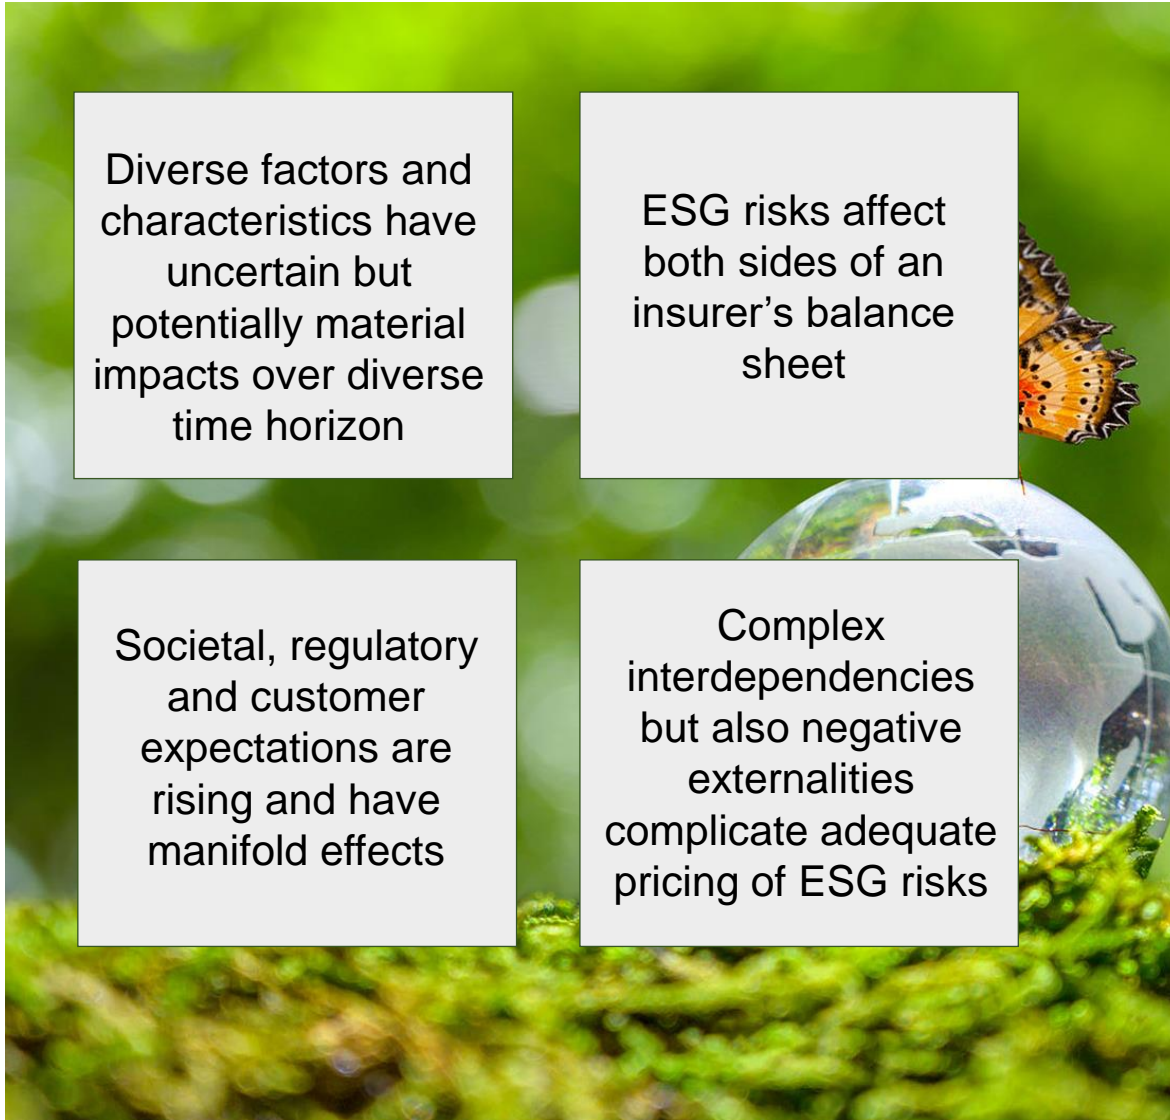 Diverse factors and
characteristics have
uncertain but
potentially material
impacts over diverse
time horizon
ESG risks affect
both sides of an
insurer’s balance
sheet
Societal, regulatory
and customer
expectations are
rising and have
manifold effects
Complex
interdependencies
but also negative
externalities
complicate adequate
pricing of ESG risks